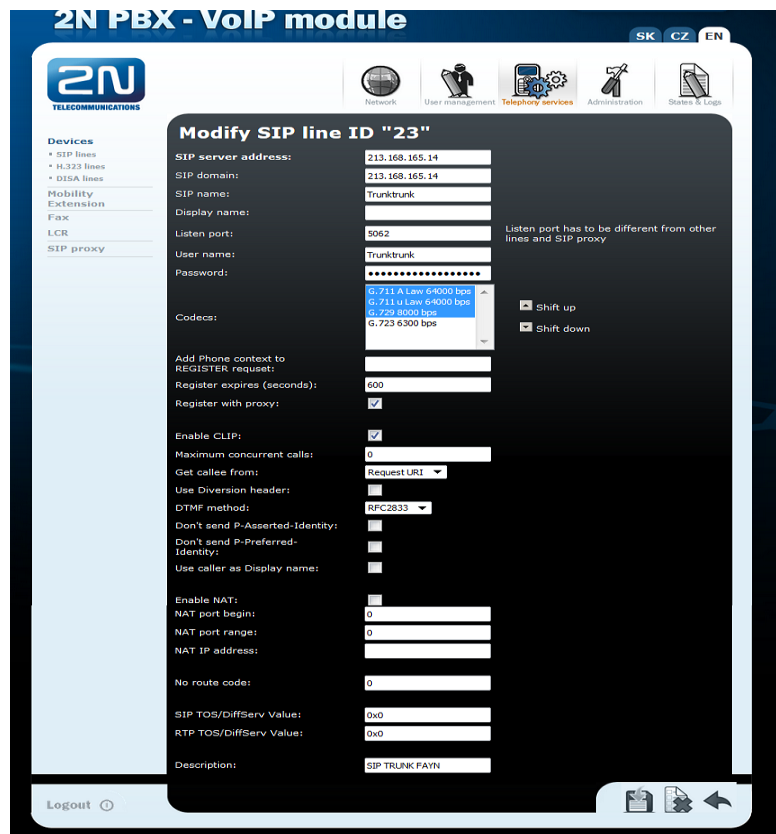 2N PBX - VoIP module
SK CZ EN
2N
TELECOMMUNICATIONS
Network
User management
Telephony services
Administration
States & Logs
Devices
SIP lines
H.323 lines
DISA lines
Mobility
Extension
Fax
LCR
SIP proxy
Modify SIP line ID "23"
SIP server address: 213.168.165.14
SIP domain: 213.168.165.14
SIP name: Trunktrunk
Display name:
Listen port: 5062
Listen port has to be different from other
lines and SIP proxy
User name: Trunktrunk
Password: ••••••••••••••••••
Codecs:
G.711 A Law 64000 bps
G.711 u Law 64000 bps
G.729 8000 bps
G.723 6300 bps
Shift up
Shift down
Add Phone context to
REGISTER requset:
Register expires (seconds): 600
Register with proxy:
Enable CLIP:
Maximum concurrent calls: 0
Get callee from: Request URI
Use Diversion header:
DTMF method: RFC2833
Don't send P-Asserted-Identity:
Don't send P-Preferred-
Identity:
Use caller as Display name:
Enable NAT:
NAT port begin: 0
NAT port range: 0
NAT IP address:
No route code: 0
SIP TOS/DiffServ Value: 0x0
RTP TOS/DiffServ Value: 0x0
Description: SIP TRUNK FAYN
Logout